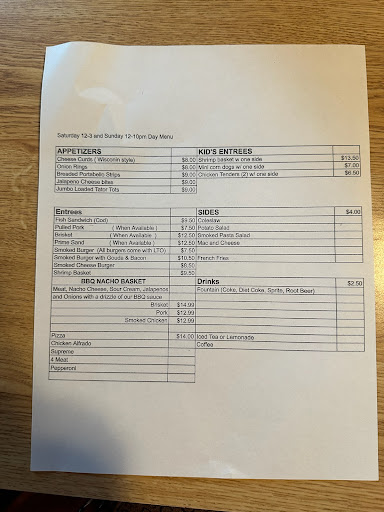 Saturday 12-3 and Sunday 12-10pm Day Menu
APPETIZERS
Cheese Curds ( Wisconin style) $8.00
Onion Rings $8.00
Breaded Portabello Strips $9.00
Jalapeno Cheese bites $9.00
Jumbo Loaded Tator Tots $9.00
KID'S ENTREES
Shrimp basket w one side $13.50
Mini corn dogs w/ one side $7.00
Chicken Tenders (2) w/ one side $6.50
Entrees
Fish Sandwich (Cod) $9.50
Pulled Pork ( When Available ) $7.50
Brisket ( When Available ) $12.50
Prime Sand ( When Available ) $12.50
Smoked Burger (All burgers come with LTO) $7.50
Smoked Burger with Gouda & Bacon $10.50
Smoked Cheese Burger $8.50
Shrimp Basket $9.50
SIDES $4.00
Coleslaw
Potato Salad
Smoked Pasta Salad
Mac and Cheese
French Fries
BBQ NACHO BASKET
Meat, Nacho Cheese, Sour Cream, Jalapenos
and Onions with a drizzle of our BBQ sauce
Brisket $14.99
Pork $12.99
Smoked Chicken $12.99
Drinks $2.50
Fountain (Coke, Diet Coke, Sprite, Root Beer)
Iced Tea or Lemonade
Coffee
Pizza $14.00
Chicken Alfrado
Supreme
4 Meat
Pepperoni